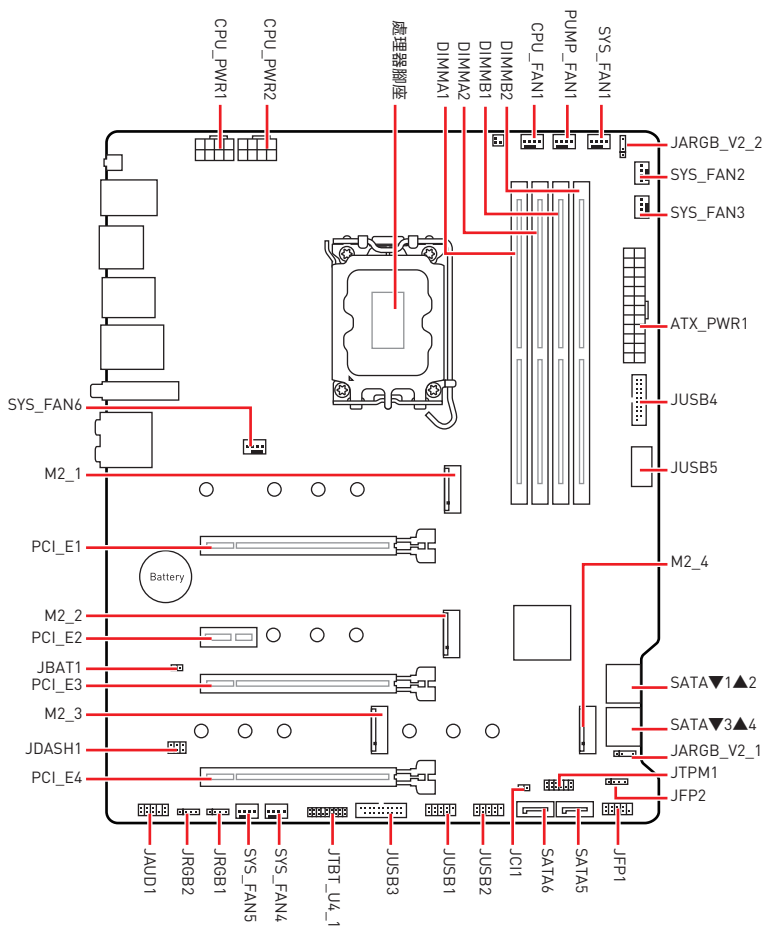 CPU_PWR1
CPU_PWR2
處理器腳座
DIMMA1
DIMMA2
DIMMB1
DIMMB2
CPU_FAN1
PUMP_FAN1
SYS_FAN1
JARGB_V2_2
SYS_FAN2
SYS_FAN3
ATX_PWR1
JUSB4
SYS_FAN6
JUSB5
M2_1
PCI_E1
M2_4
Battery
M2_2
PCI_E2
JBAT1
PCI_E3
SATA▼1▲2
M2_3
SATA▼3▲4
JDASH1
JARGB_V2_1
JTPM1
PCI_E4
JFP2
JAUD1
JRGB2
JRGB1
SYS_FAN5
SYS_FAN4
JTBT_U4_1
JUSB3
JUSB1
JUSB2
JCI1
SATA6
SATA5
JFP1